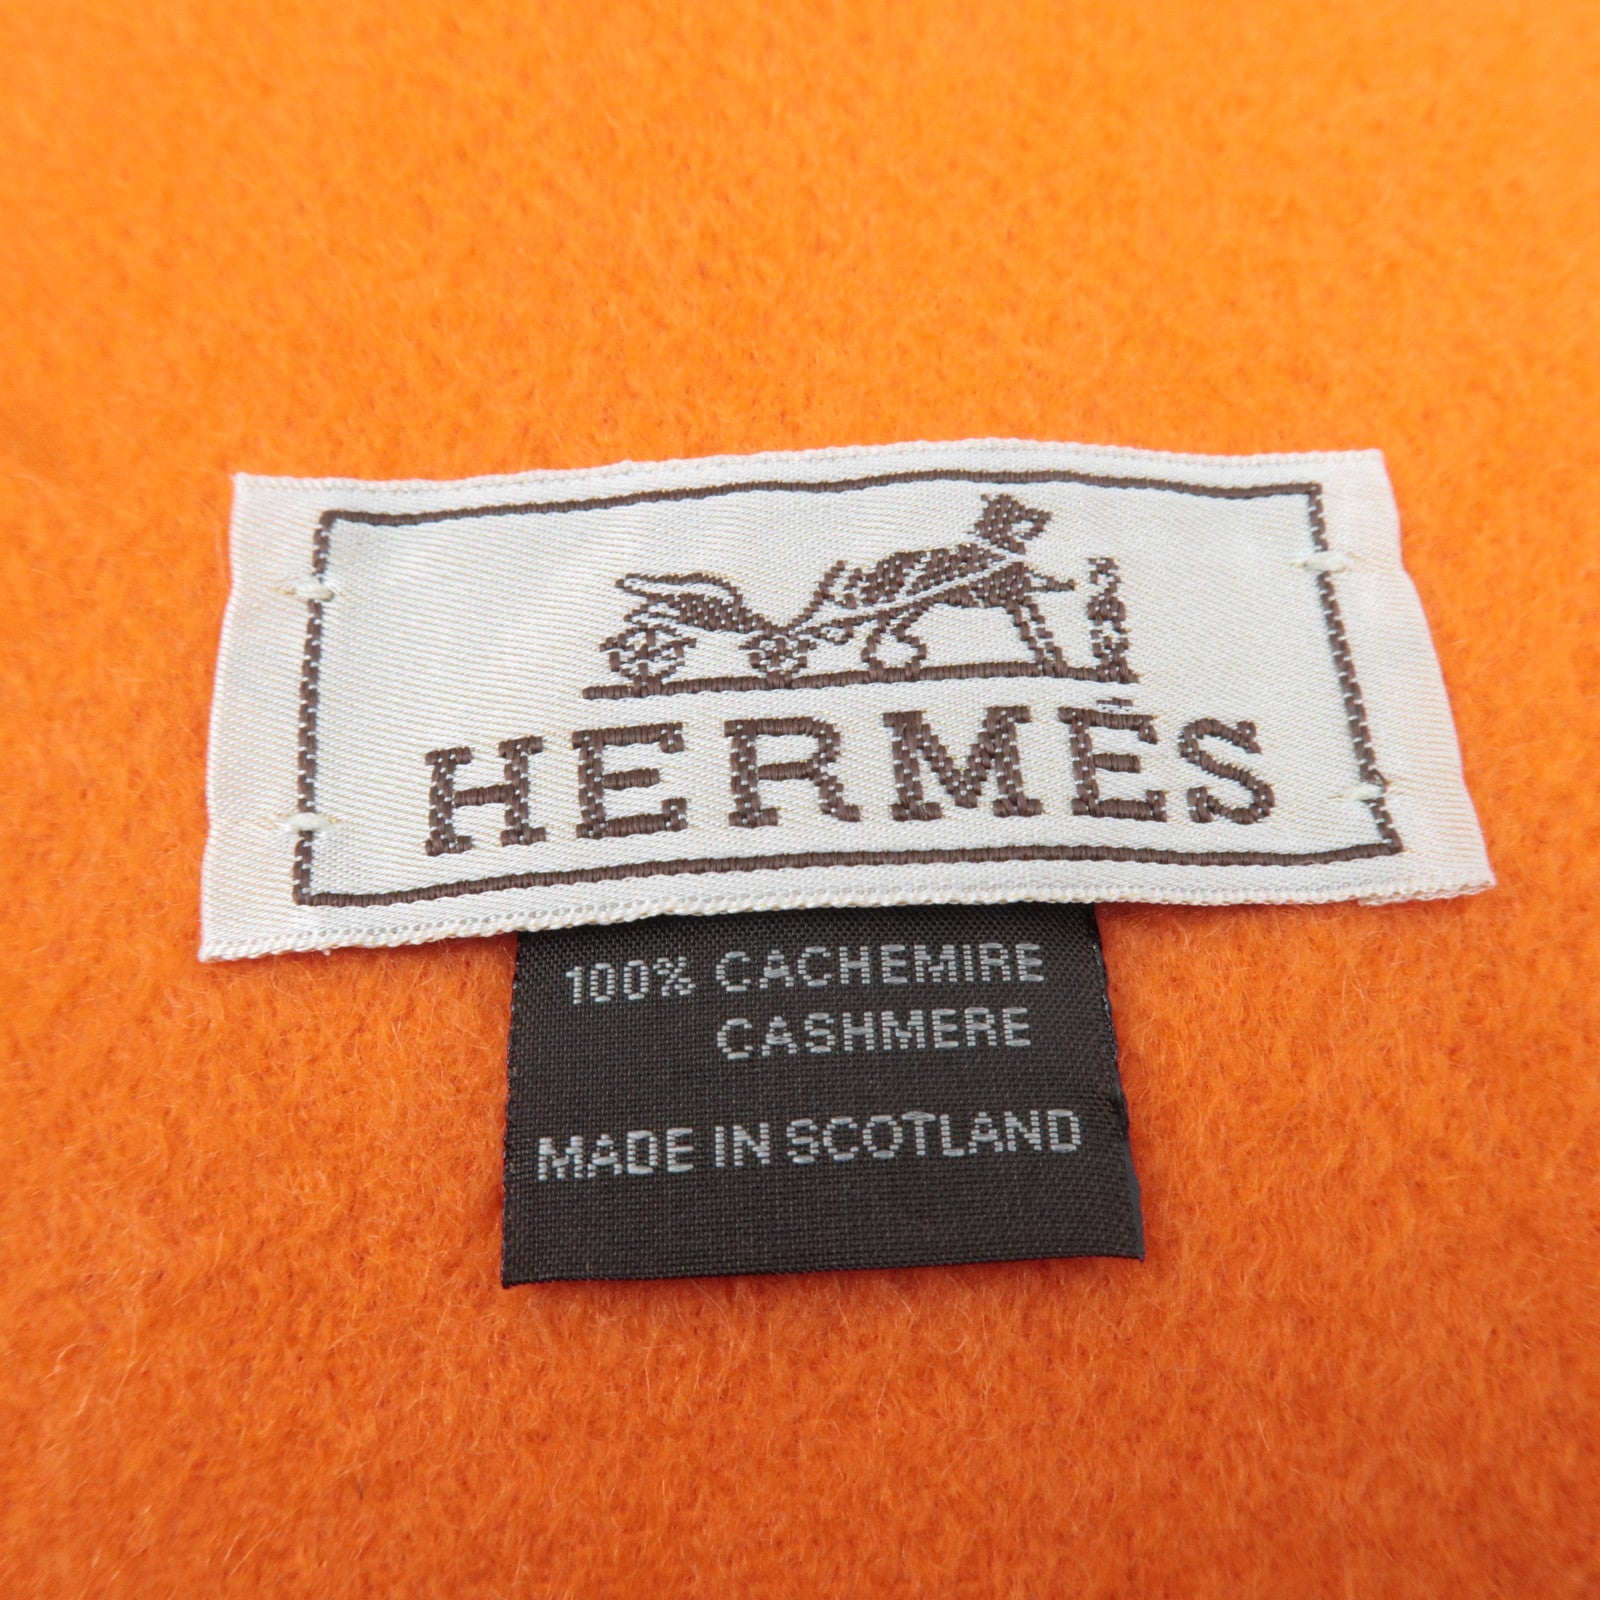 HERMÈS
100% CACHEMIRE
CASHMERE
MADE IN SCOTLAND